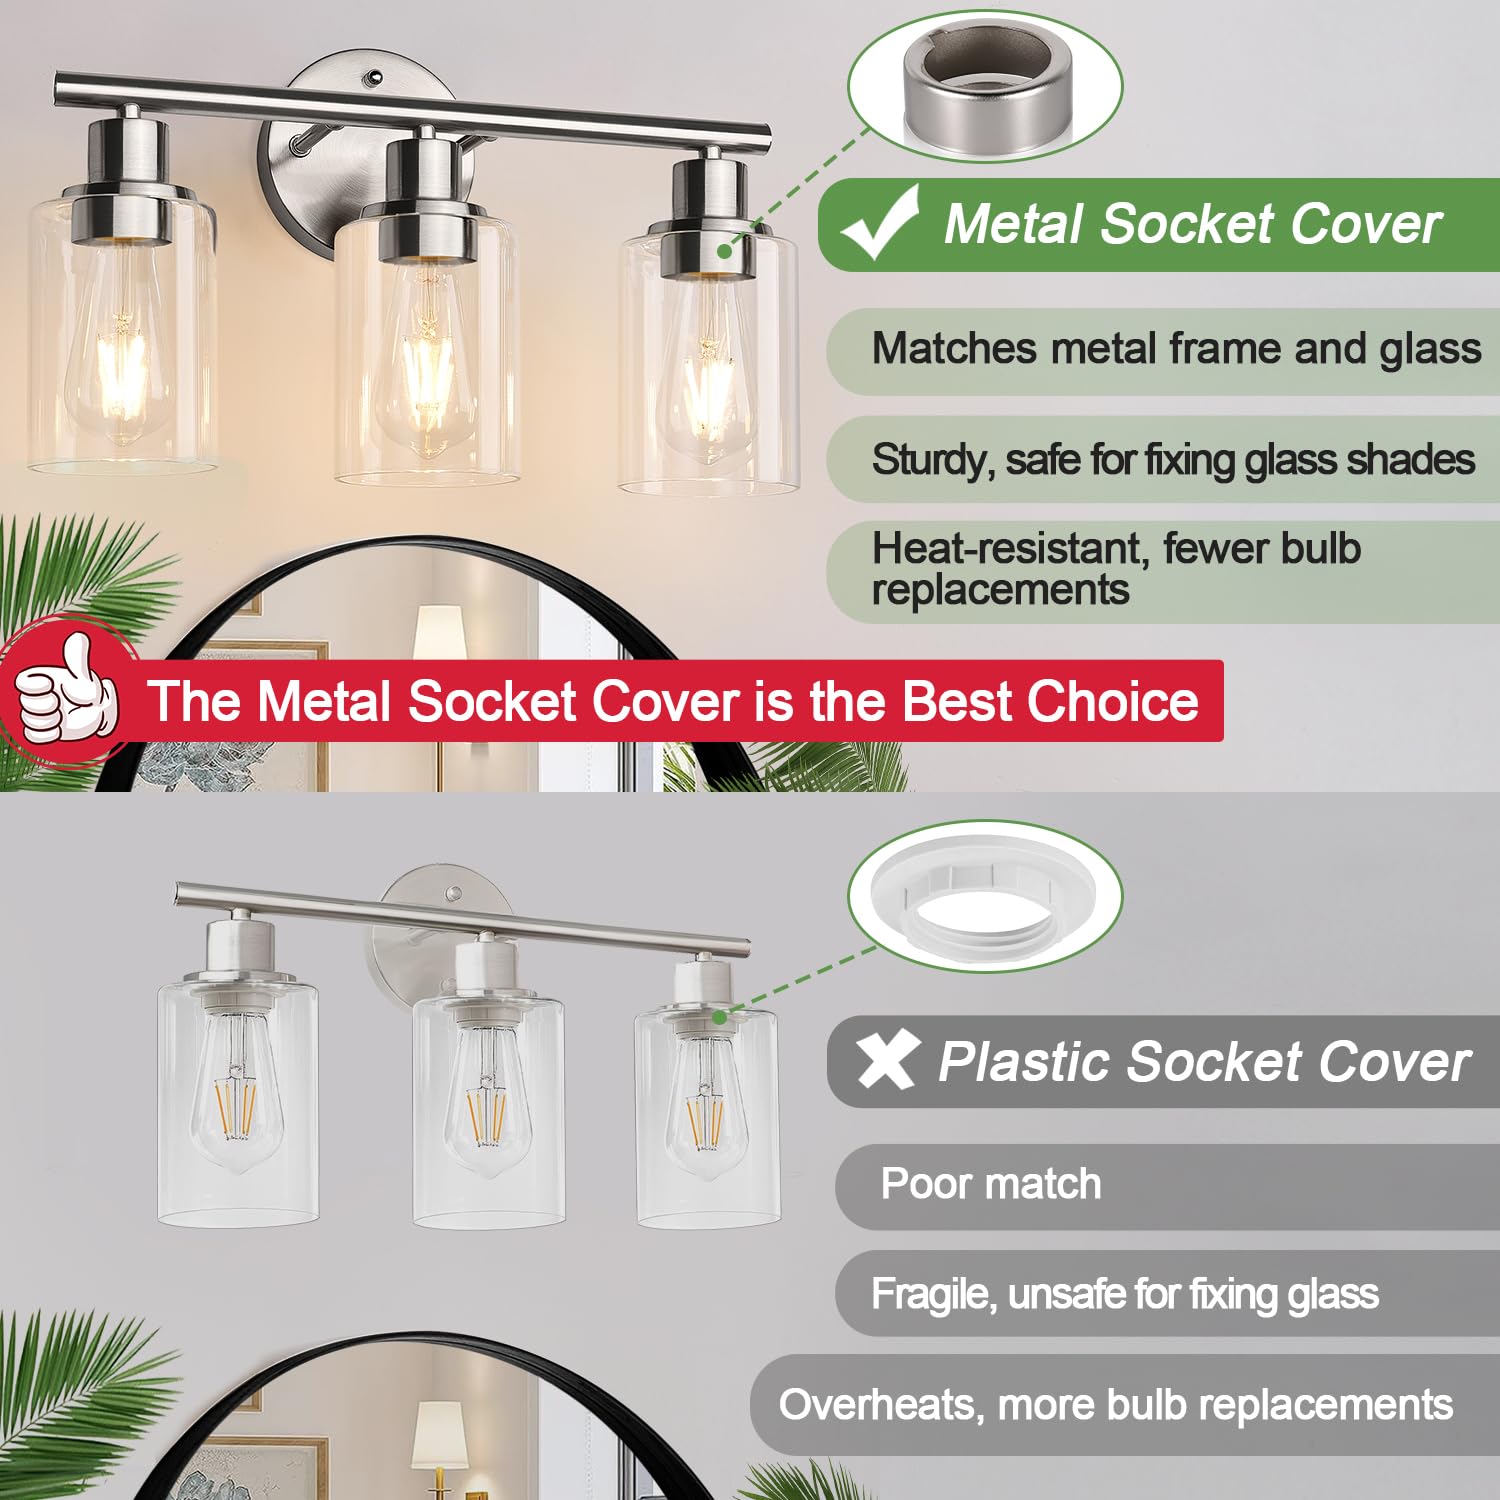 Metal Socket Cover
Matches metal frame and glass
Sturdy, safe for fixing glass shades
Heat-resistant, fewer bulb
replacements
The Metal Socket Cover is the Best Choice
Plastic Socket Cover
Poor match
Fragile, unsafe for fixing glass
Overheats, more bulb replacements